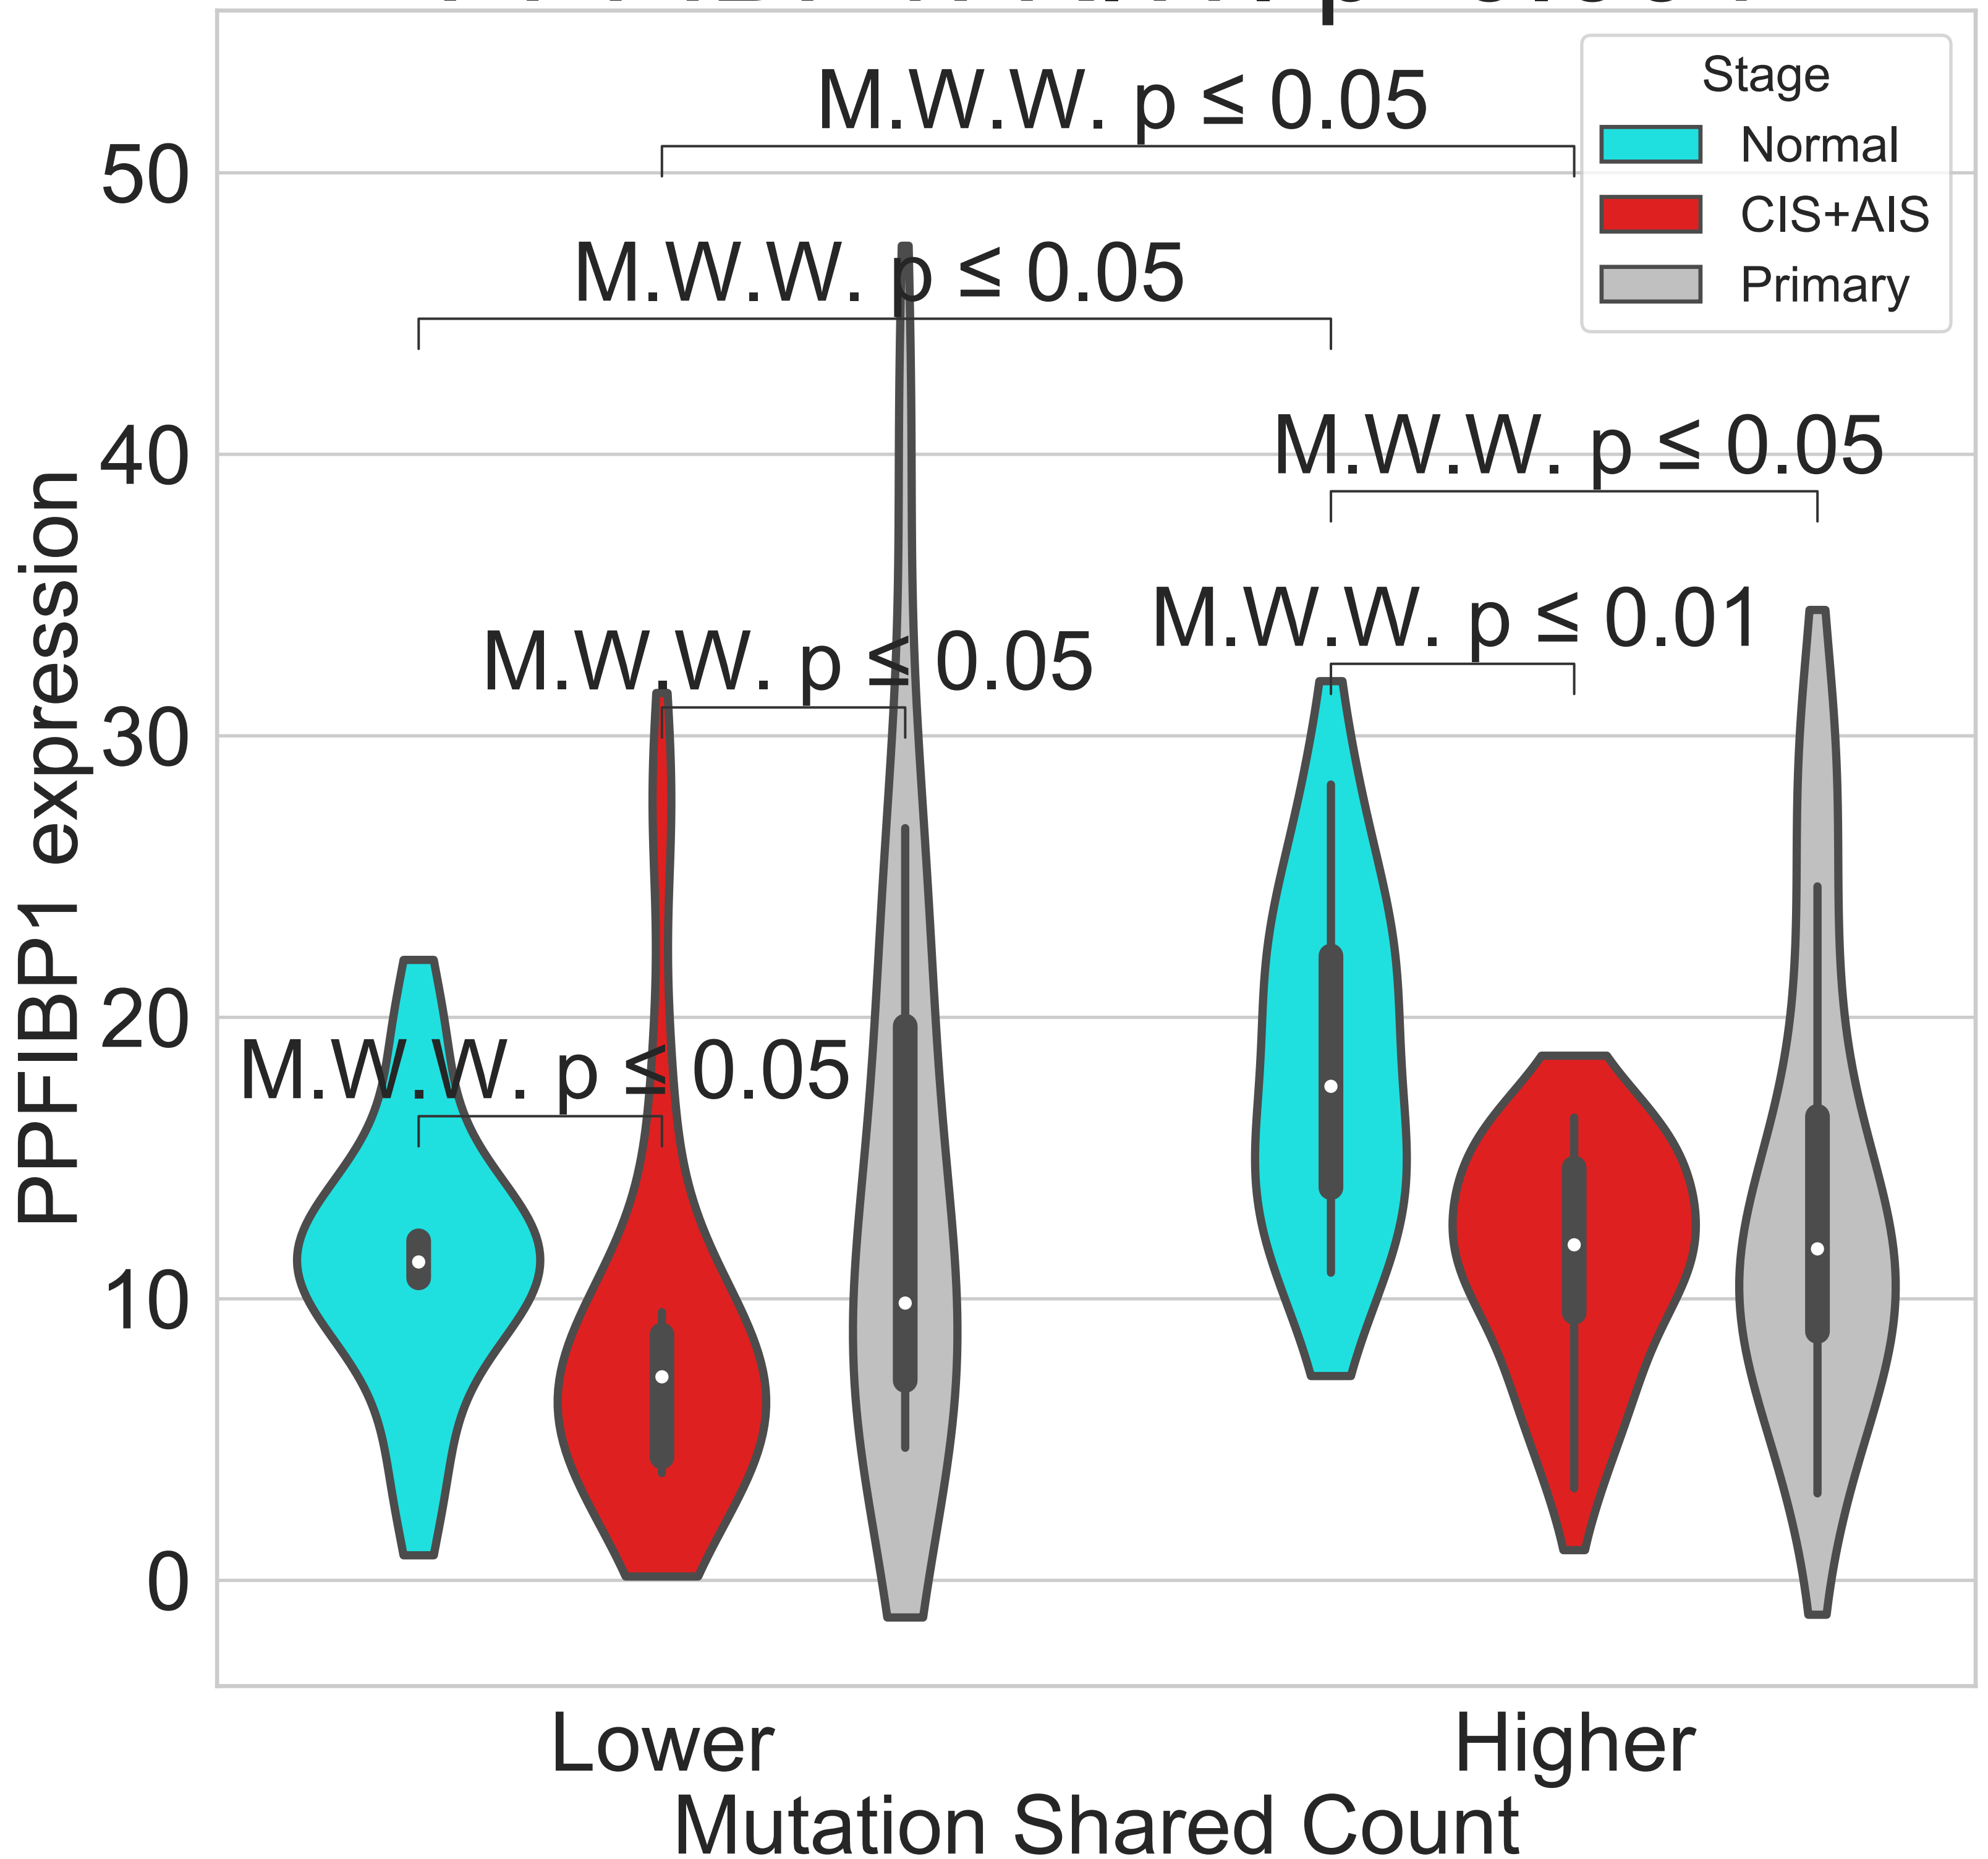 Stage
Normal
CIS+AIS
Primary
M.W.W. p ≤ 0.05
M.W.W. p ≤ 0.05
M.W.W. p ≤ 0.05
M.W.W. p ≤ 0.01
M.W.W. p ≤ 0.05
M.W.W. p ≤ 0.05
50
40
30
20
10
0
PPFIBP1 expression
Lower
Higher
Mutation Shared Count